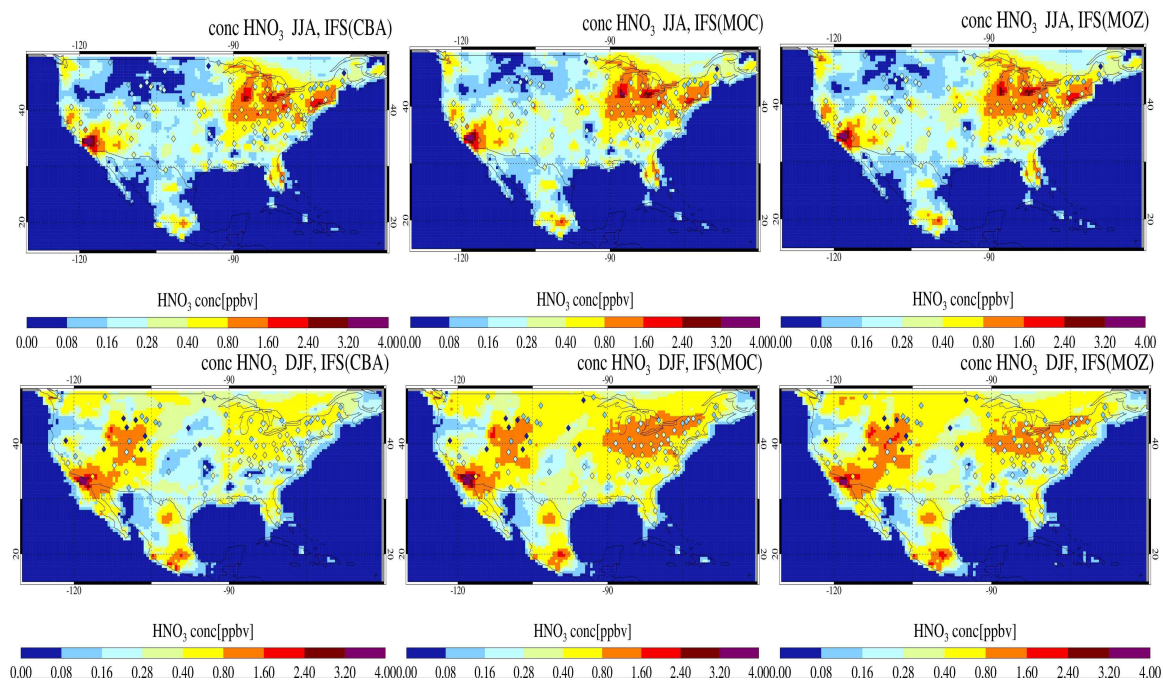 conc HNO₃ JJA, IFS(CBA)
-120 -90
40
20
40
20
-120 -90
HNO₃ conc[ppbv]
0.00 0.08 0.16 0.28 0.40 0.80 1.60 2.40 3.20 4.00
conc HNO₃ JJA, IFS(MOC)
-120 -90
40
20
40
20
-120 -90
HNO₃ conc[ppbv]
0.00 0.08 0.16 0.28 0.40 0.80 1.60 2.40 3.20 4.00
conc HNO₃ JJA, IFS(MOZ)
-120 -90
40
20
40
20
-120 -90
HNO₃ conc[ppbv]
0.00 0.08 0.16 0.28 0.40 0.80 1.60 2.40 3.20 4.00
conc HNO₃ DJF, IFS(CBA)
-120 -90
40
20
40
20
-120 -90
HNO₃ conc[ppbv]
0.00 0.08 0.16 0.28 0.40 0.80 1.60 2.40 3.20 4.00
conc HNO₃ DJF, IFS(MOC)
-120 -90
40
20
40
20
-120 -90
HNO₃ conc[ppbv]
0.00 0.08 0.16 0.28 0.40 0.80 1.60 2.40 3.20 4.00
conc HNO₃ DJF, IFS(MOZ)
-120 -90
40
20
40
20
-120 -90
HNO₃ conc[ppbv]
0.00 0.08 0.16 0.28 0.40 0.80 1.60 2.40 3.20 4.00